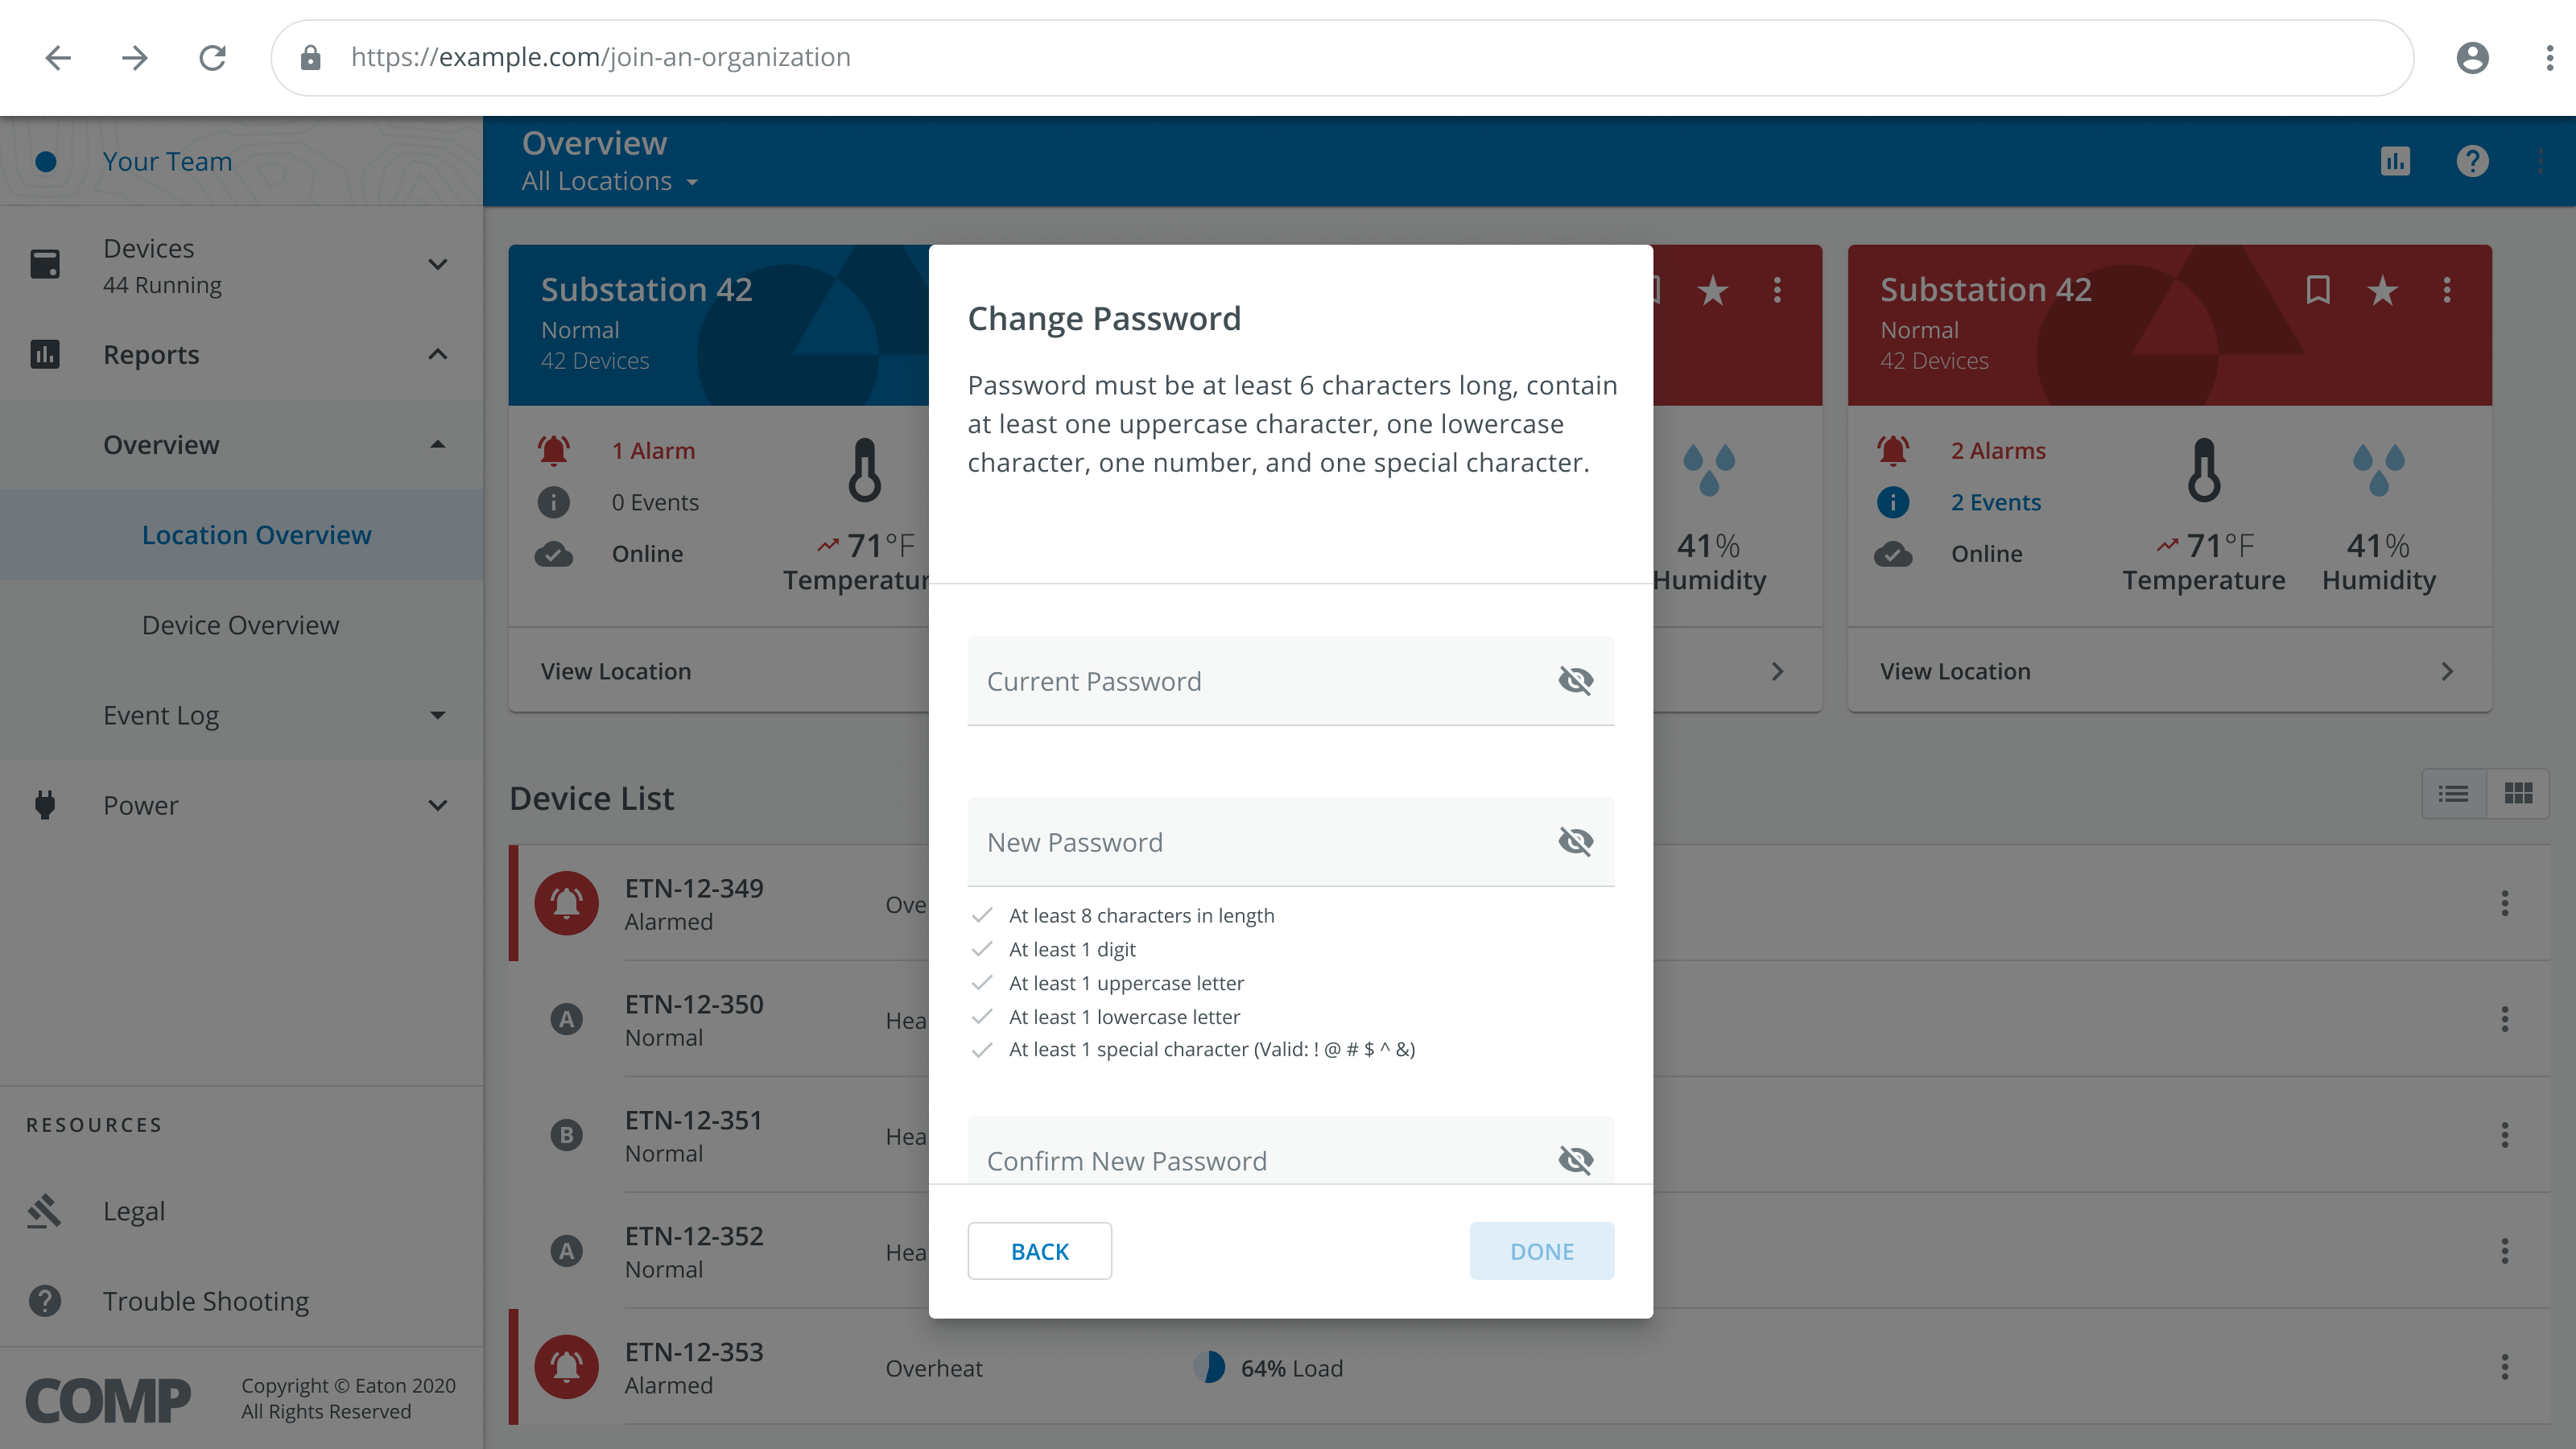 https://example.com/join-an-organization
Your Team
Devices
44 Running
Reports
Overview
Location Overview
Device Overview
Event Log
Power
RESOURCES
Legal
Trouble Shooting
COMP
Copyright © Eaton 2020
All Rights Reserved
Overview
All Locations
Substation 42
Normal
42 Devices
1 Alarm
0 Events
Online
71°F
View Location
41%
Humidity
Substation 42
Normal
42 Devices
2 Alarms
2 Events
Online
71°F
Temperature
41%
Humidity
View Location
Device List
ETN-12-349
Alarmed
A
ETN-12-350
Normal
B
ETN-12-351
Normal
A
ETN-12-352
Normal
ETN-12-353
Alarmed
Overheat
64% Load
Change Password
Password must be at least 6 characters long, contain
at least one uppercase character, one lowercase
character, one number, and one special character.
Current Password
New Password
At least 8 characters in length
At least 1 digit
At least 1 uppercase letter
At least 1 lowercase letter
At least 1 special character (Valid: ! @ # $ ^ &)
Confirm New Password
BACK
DONE